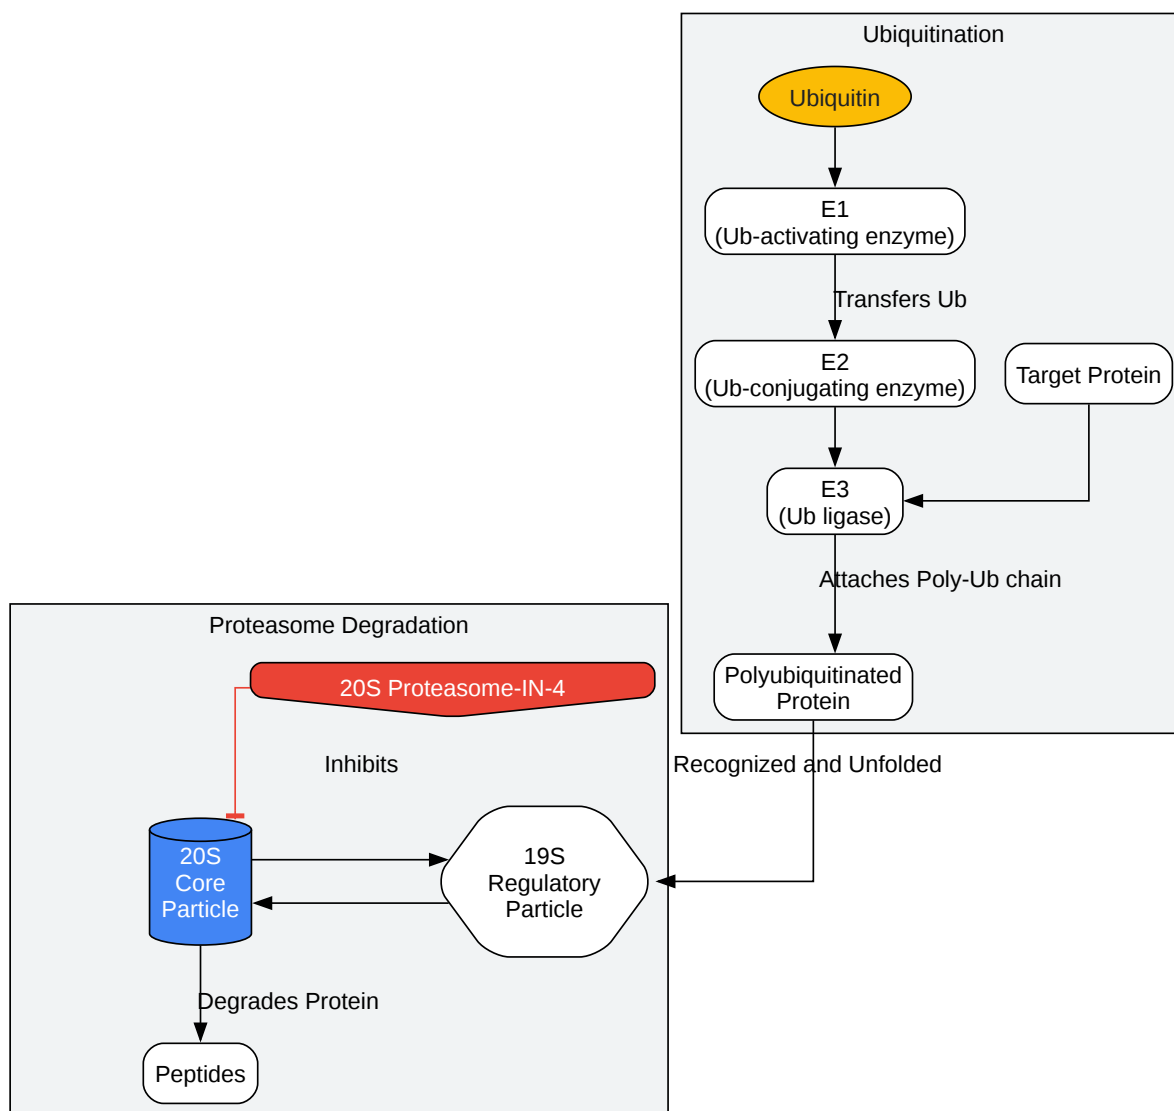 Ubiquitination
Ubiquitin
E1
(Ub-activating enzyme)
Transfers Ub
E2
(Ub-conjugating enzyme)
Target Protein
E3
(Ub ligase)
Attaches Poly-Ub chain
Polyubiquitinated
Protein
Recognized and Unfolded
Proteasome Degradation
20S Proteasome-IN-4
Inhibits
20S
Core
Particle
19S
Regulatory
Particle
Degrades Protein
Peptides